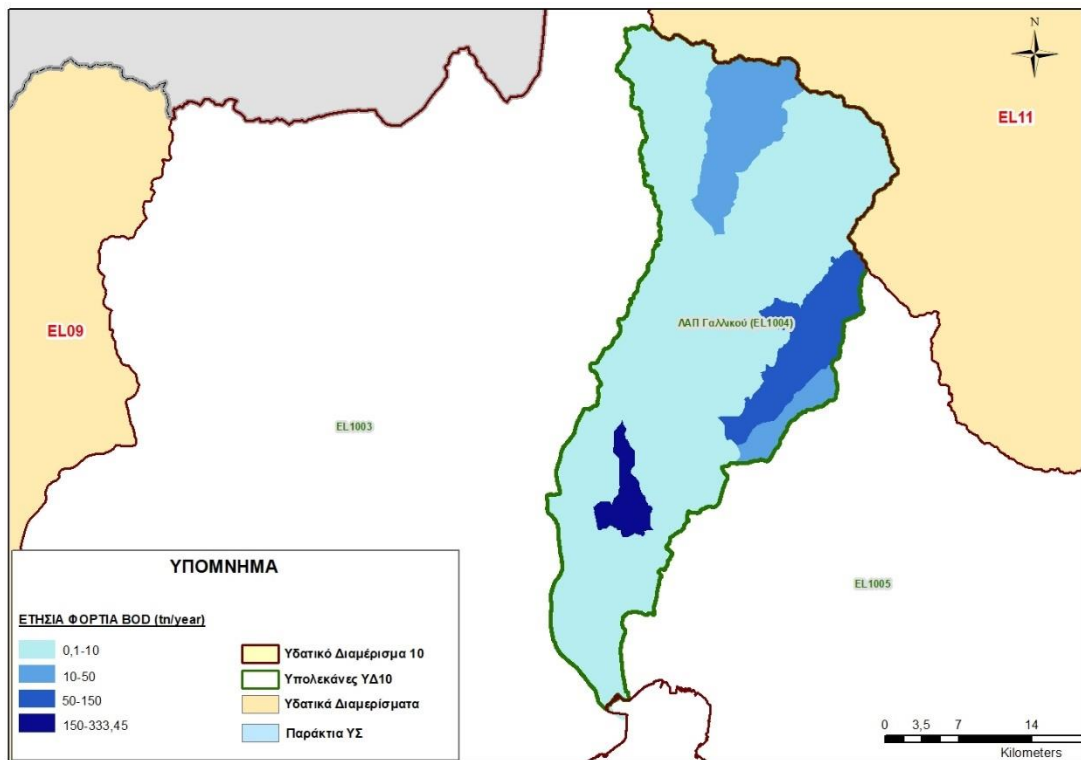 N
EL11
EL09
ΛΑΠ Γαλλικού (EL1004)
EL1003
EL1005
ΥΠΟΜΝΗΜΑ
ΕΤΗΣΙΑ ΦΟΡΤΙΑ BOD (tn/year)
0,1-10
10-50
50-150
150-333,45
Υδατικό Διαμέρισμα 10
Υπολεκάνες ΥΔ10
Υδατικά Διαμερίσματα
Παράκτια ΥΣ
0 3,5 7 14
Kilometers